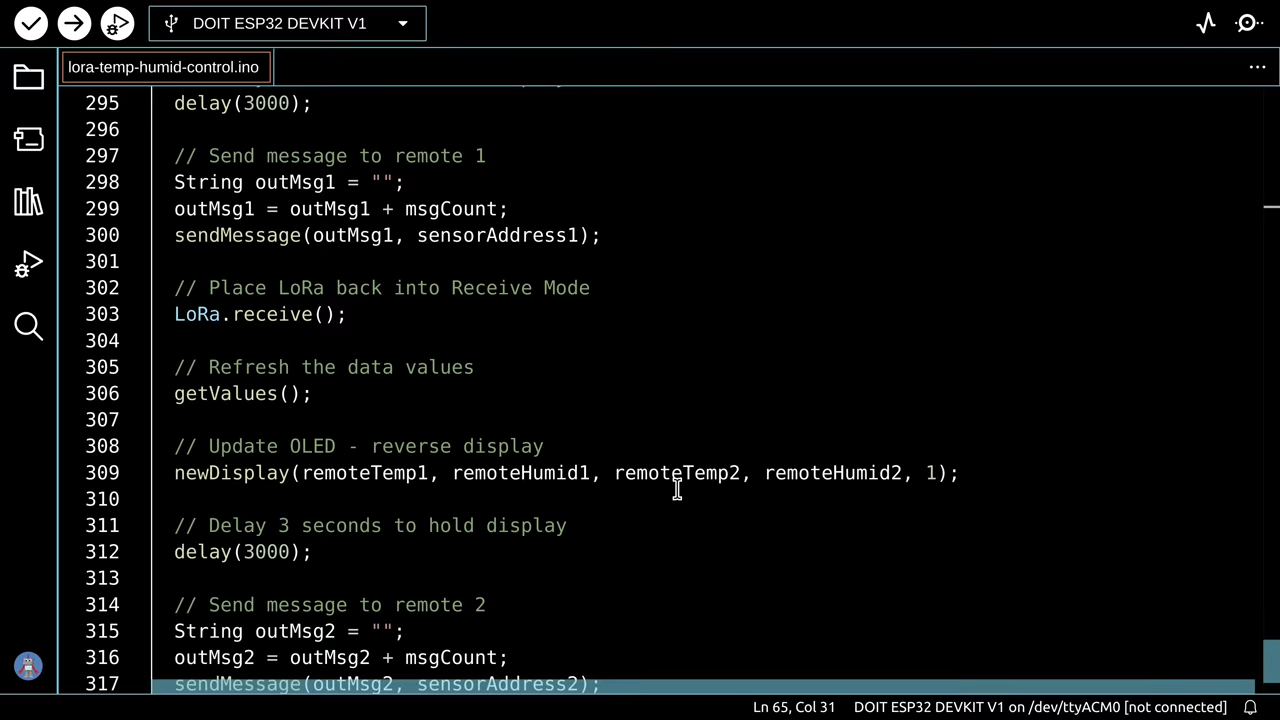 DOIT ESP32 DEVKIT V1
lora-temp-humid-control.ino
295 delay(3000);
296
297 // Send message to remote 1
298 String outMsg1 = "";
299 outMsg1 = outMsg1 + msgCount;
300 sendMessage(outMsg1, sensorAddress1);
301
302 // Place LoRa back into Receive Mode
303 LoRa.receive();
304
305 // Refresh the data values
306 getValues();
307
308 // Update OLED - reverse display
309 newDisplay(remoteTemp1, remoteHumid1, remoteTemp2, remoteHumid2, 1);
310
311 // Delay 3 seconds to hold display
312 delay(3000);
313
314 // Send message to remote 2
315 String outMsg2 = "";
316 outMsg2 = outMsg2 + msgCount;
317 sendMessage(outMsg2, sensorAddress2);
Ln 65, Col 31 DOIT ESP32 DEVKIT V1 on /dev/ttyACM0 [not connected]